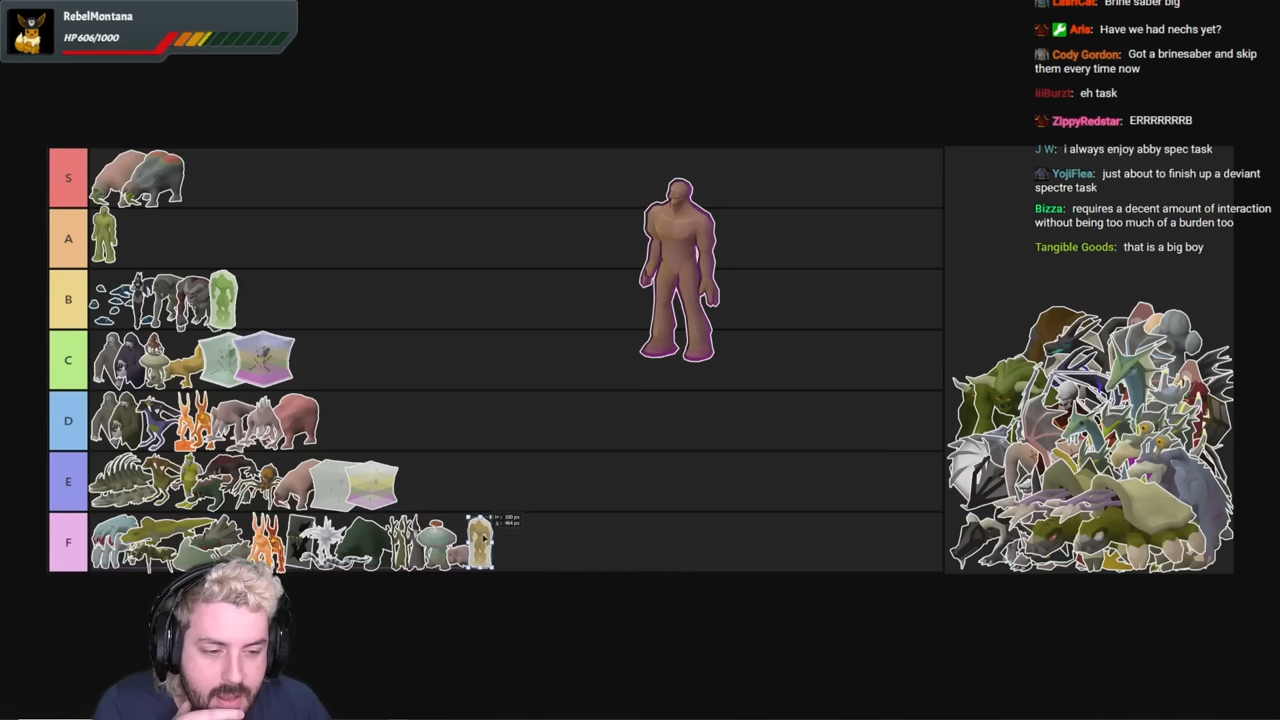 RebelMontana
HP 606/1000
LashCat: Brine saber big
Aris: Have we had nechs yet?
Cody Gordon: Got a brinesaber and skip
them every time now
iiiBurzt: eh task
ZippyRedstar: ERRRRRRRB
J W: i always enjoy abby spec task
YojiFlea: just about to finish up a deviant
spectre task
Bizza: requires a decent amount of interaction
without being too much of a burden too
Tangible Goods: that is a big boy
S
A
B
C
D
E
F